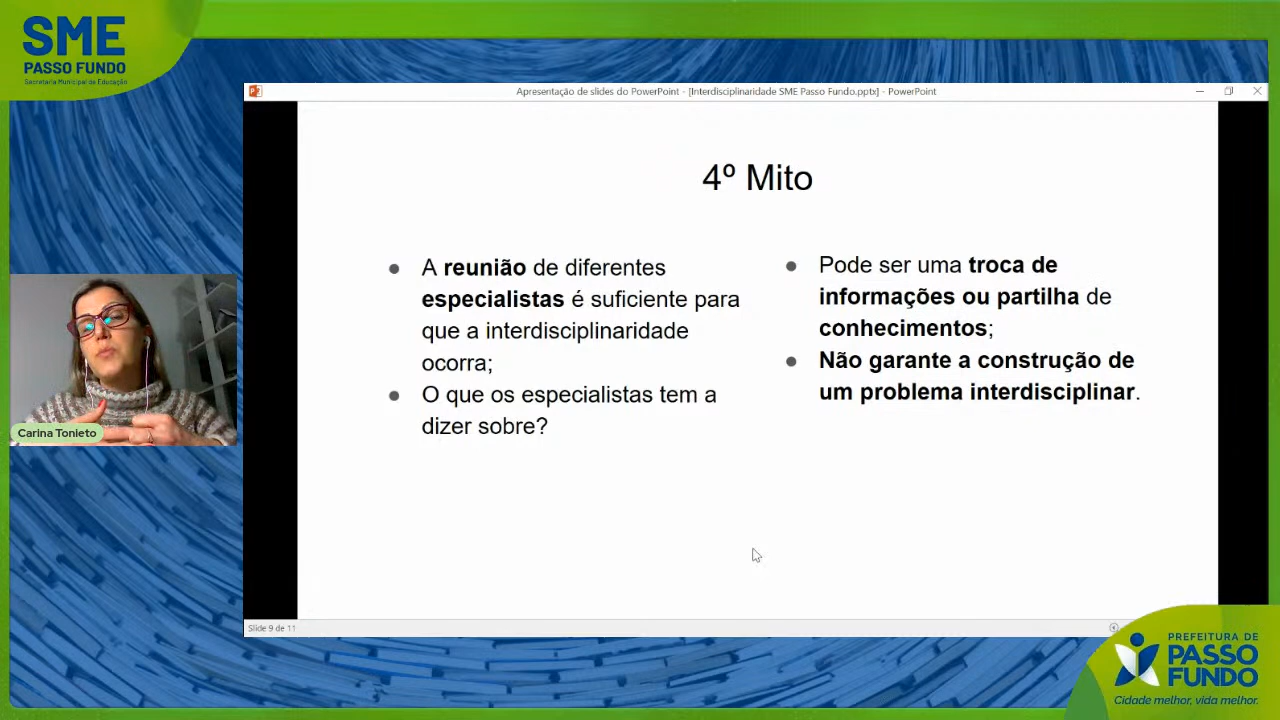 SME
PASSO FUNDO
Secretaria Municipal de Educação
Apresentação de slides do PowerPoint - [Interdisciplinaridade SME Passo Fundo.pptx] - PowerPoint
4º Mito
● A reunião de diferentes
especialistas é suficiente para
que a interdisciplinaridade
ocorra;
● O que os especialistas tem a
dizer sobre?
● Pode ser uma troca de
informações ou partilha de
conhecimentos;
● Não garante a construção de
um problema interdisciplinar.
Carina Tonieto
Slide 9 de 11
PREFEITURA DE
PASSO
FUNDO
Cidade melhor, vida melhor.